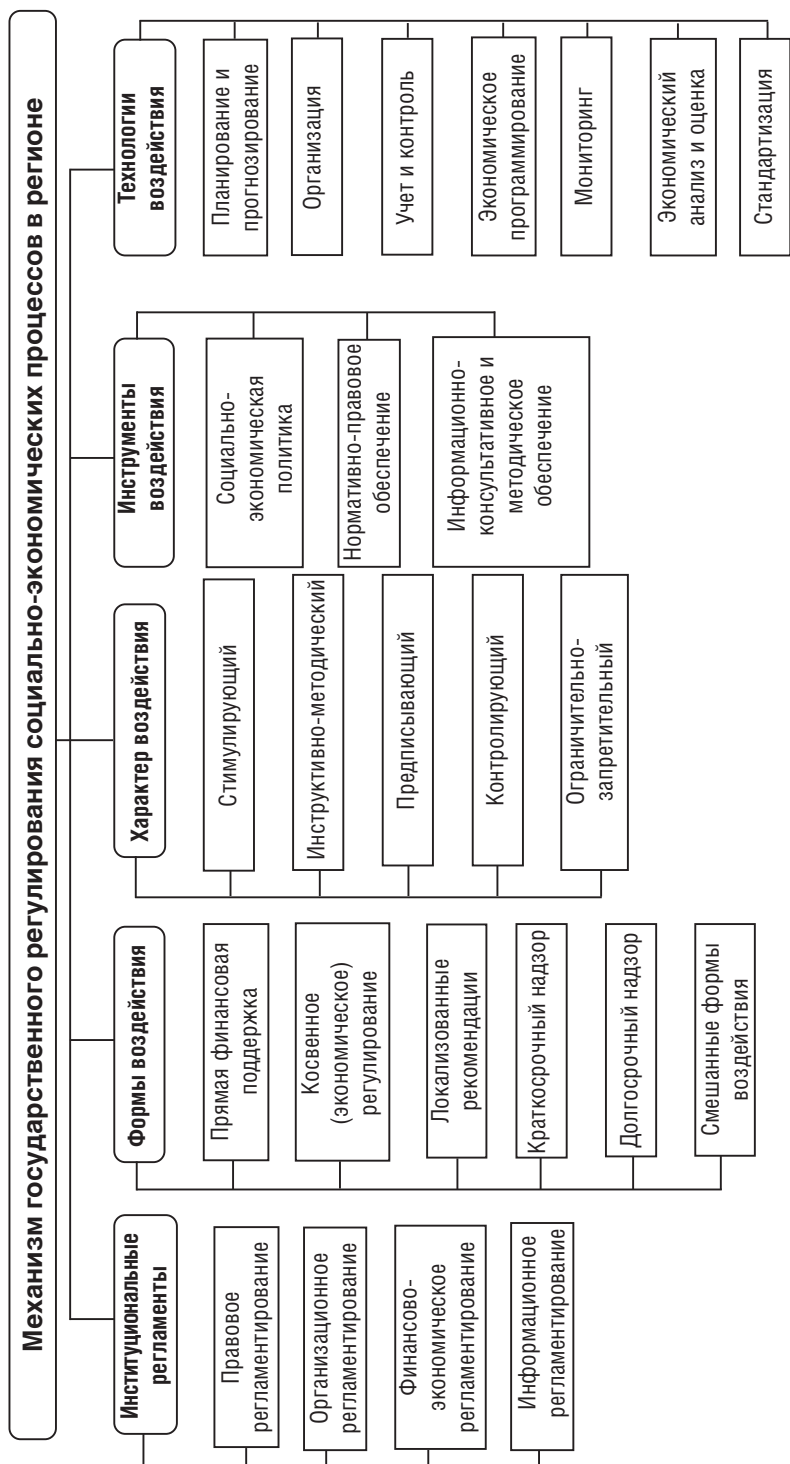 Механизм государственного регулирования социально-экономических процессов в регионе
Институциональные
регламенты
Правовое
регламентирование
Организационное
регламентирование
Финансово-
экономическое
регламентирование
Информационное
регламентирование
Формы воздействия
Прямая финансовая
поддержка
Косвенное
(экономическое)
регулирование
Локализованные
рекомендации
Краткосрочный надзор
Долгосрочный надзор
Смешанные формы
воздействия
Характер воздействия
Стимулирующий
Инструктивно-методический
Предписывающий
Контролирующий
Ограничительно-
запретительный
Инструменты
воздействия
Социально-
экономическая
политика
Нормативно-правовое
обеспечение
Информационно-
консультативное и
методическое
обеспечение
Технологии
воздействия
Планирование и
прогнозирование
Организация
Учет и контроль
Экономическое
программирование
Мониторинг
Экономический
анализ и оценка
Стандартизация